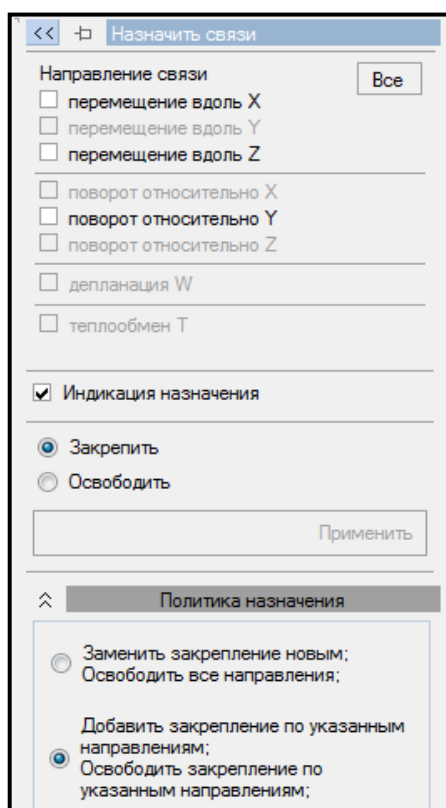 << Назначить связи
Направление связи
Все
перемещение вдоль X
перемещение вдоль Y
перемещение вдоль Z
поворот относительно X
поворот относительно Y
поворот относительно Z
депланация W
теплообмен T
Индикация назначения
Закрепить
Освободить
Применить
Политика назначения
Заменить закрепление новым;
Освободить все направления;
Добавить закрепление по указанным
направлениям;
Освободить закрепление по
указанным направлениям;